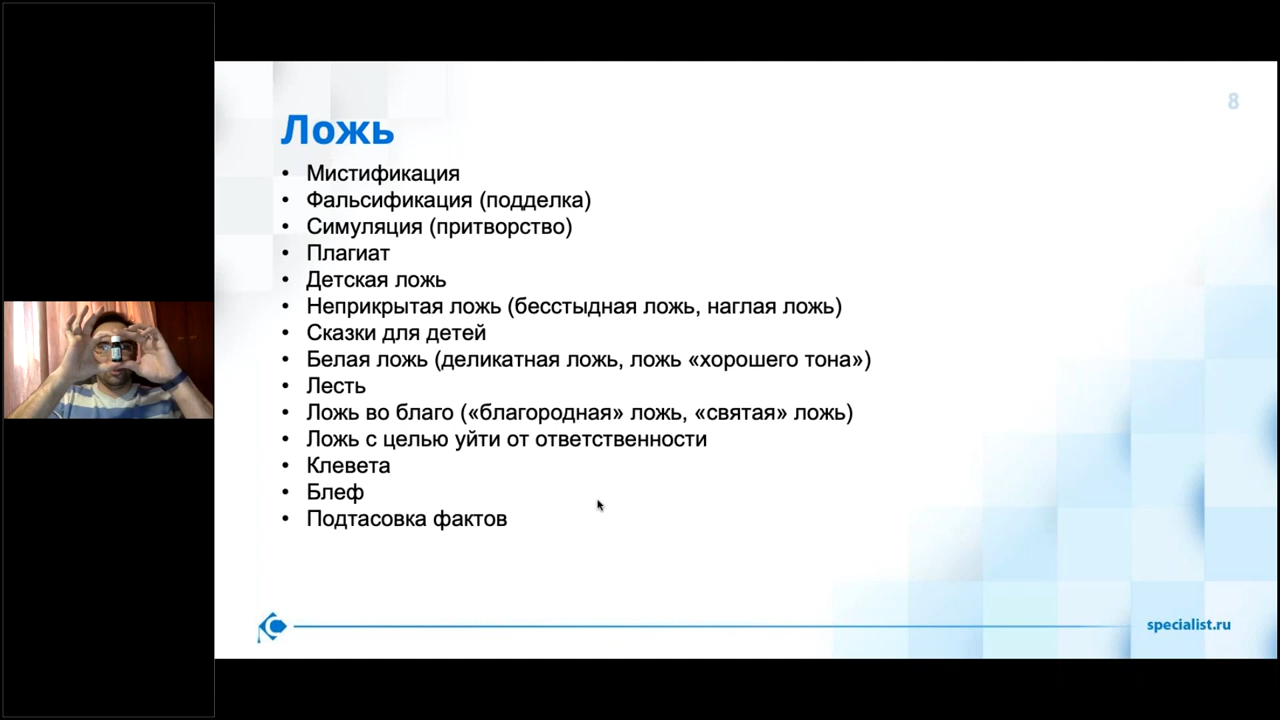 8
Ложь
• Мистификация
• Фальсификация (подделка)
• Симуляция (притворство)
• Плагиат
• Детская ложь
• Неприкрытая ложь (бесстыдная ложь, наглая ложь)
• Сказки для детей
• Белая ложь (деликатная ложь, ложь «хорошего тона»)
• Лесть
• Ложь во благо («благородная» ложь, «святая» ложь)
• Ложь с целью уйти от ответственности
• Клевета
• Блеф
• Подтасовка фактов
specialist.ru